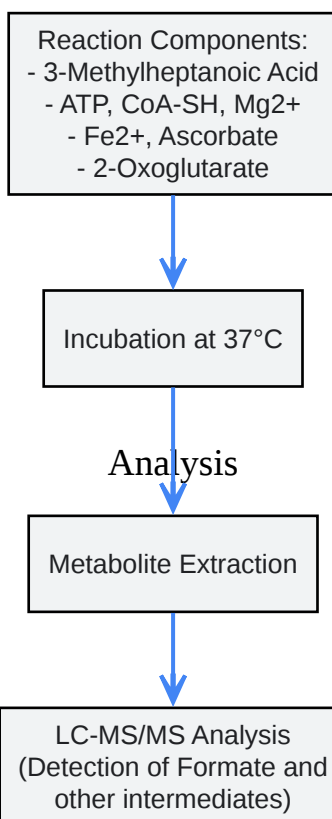 Reaction Components:
- 3-Methylheptanoic Acid
- ATP, CoA-SH, Mg2+
- Fe2+, Ascorbate
- 2-Oxoglutarate
Incubation at 37°C
Analysis
Metabolite Extraction
LC-MS/MS Analysis
(Detection of Formate and
other intermediates)